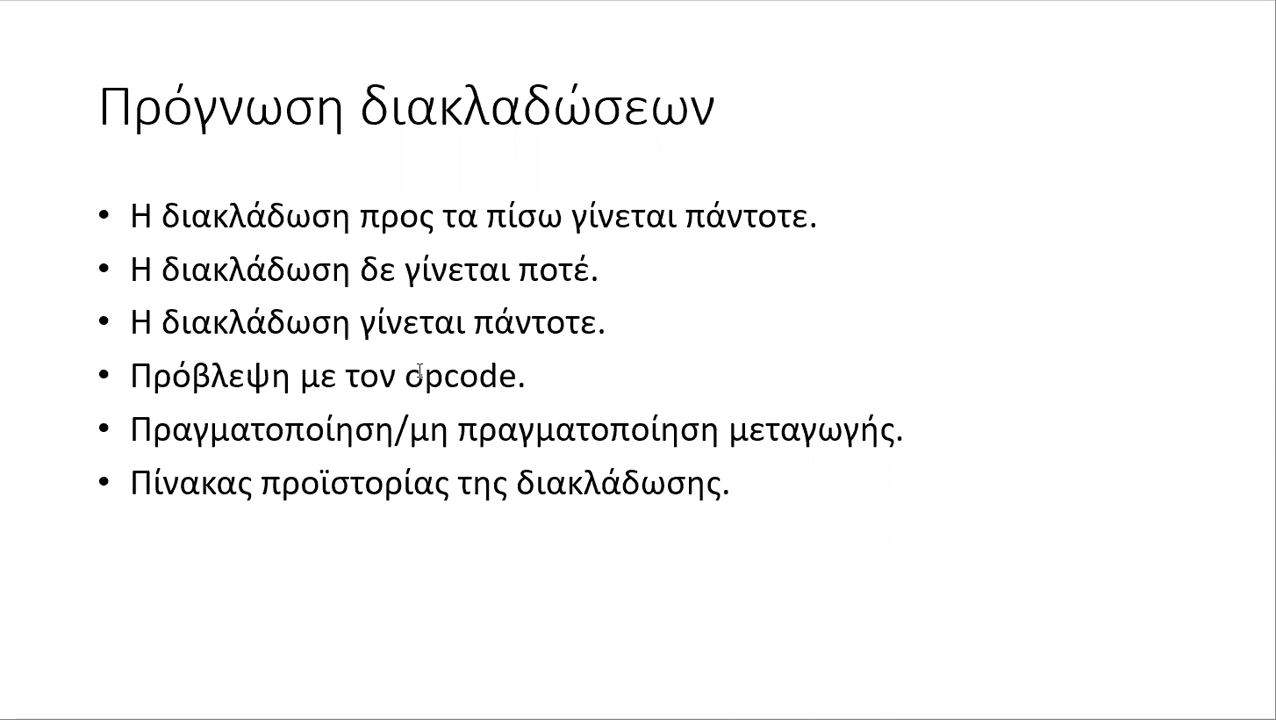 Πρόγνωση διακλαδώσεων
• Η διακλάδωση προς τα πίσω γίνεται πάντοτε.
• Η διακλάδωση δε γίνεται ποτέ.
• Η διακλάδωση γίνεται πάντοτε.
• Πρόβλεψη με τον opcode.
• Πραγματοποίηση/μη πραγματοποίηση μεταγωγής.
• Πίνακας προϊστορίας της διακλάδωσης.